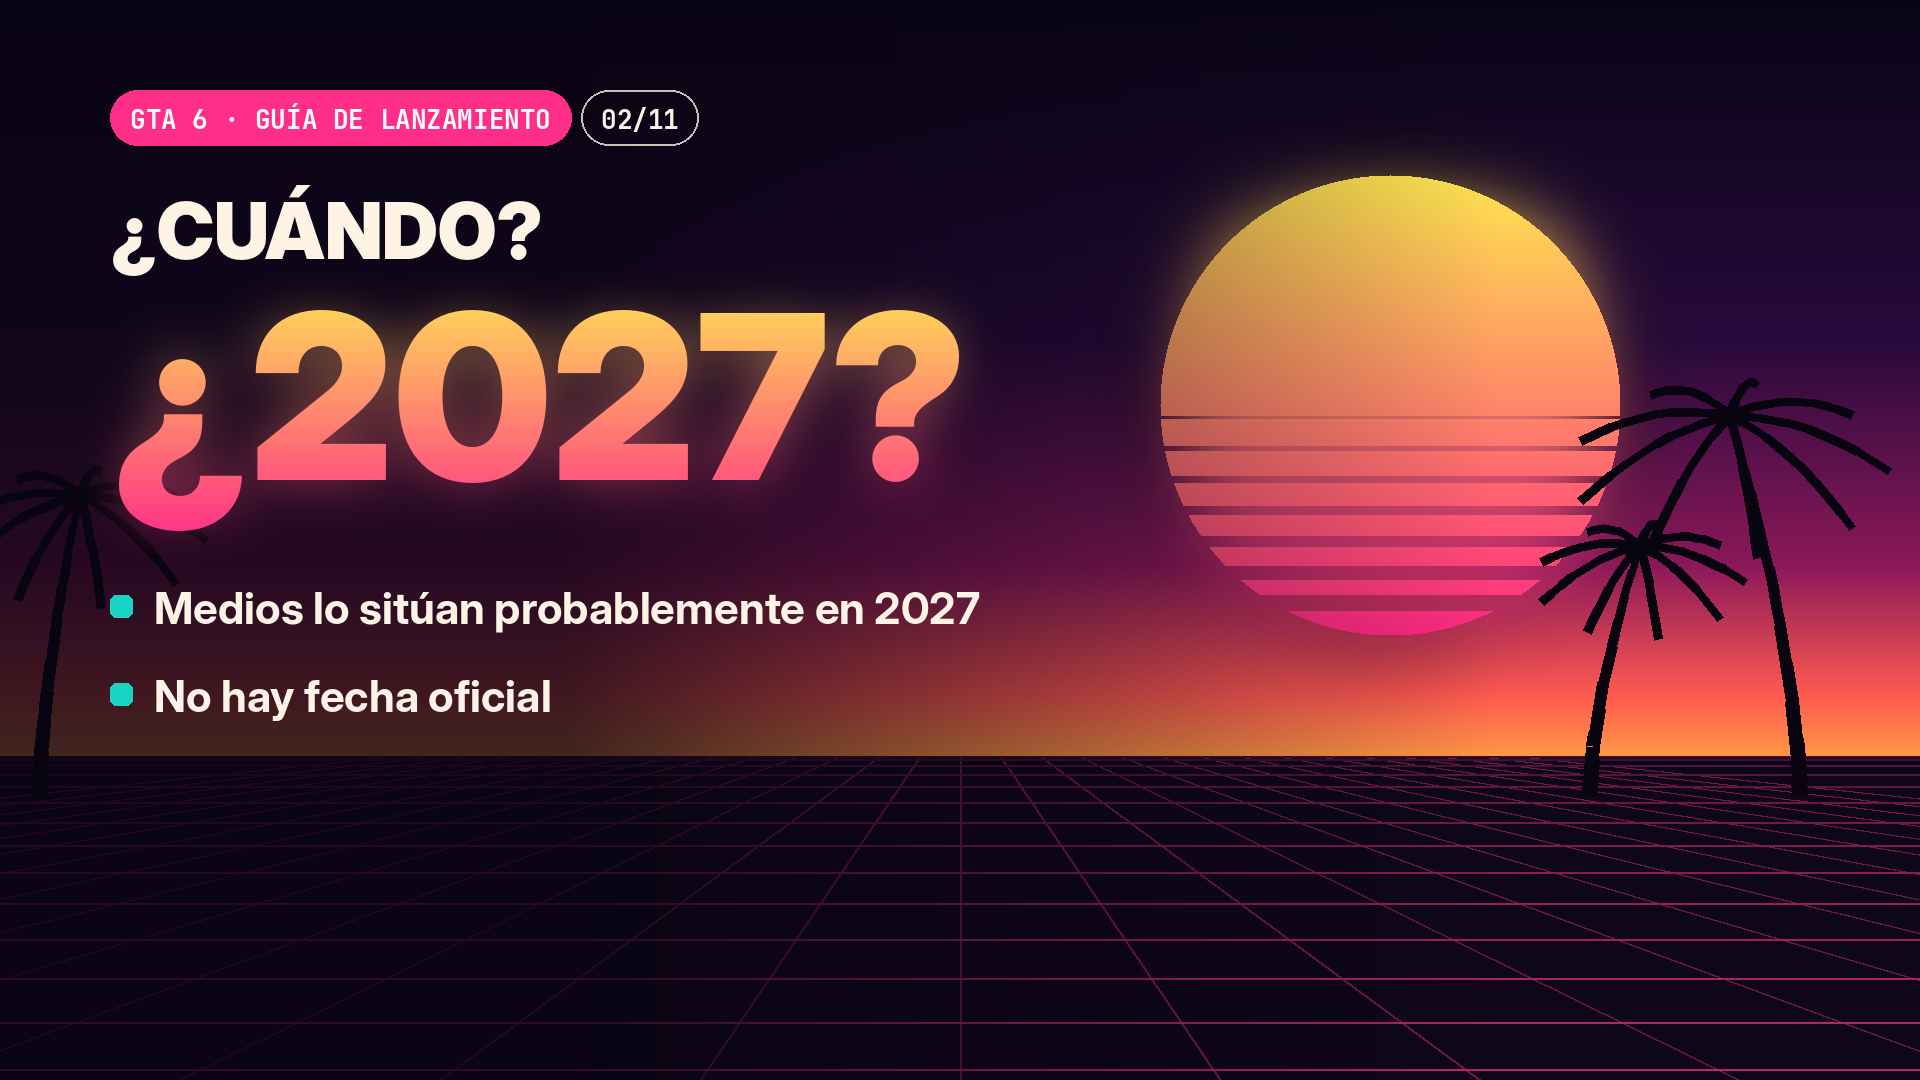 GTA 6 · GUÍA DE LANZAMIENTO 02/11
¿CUÁNDO?
¿2027?
Medios lo sitúan probablemente en 2027
No hay fecha oficial